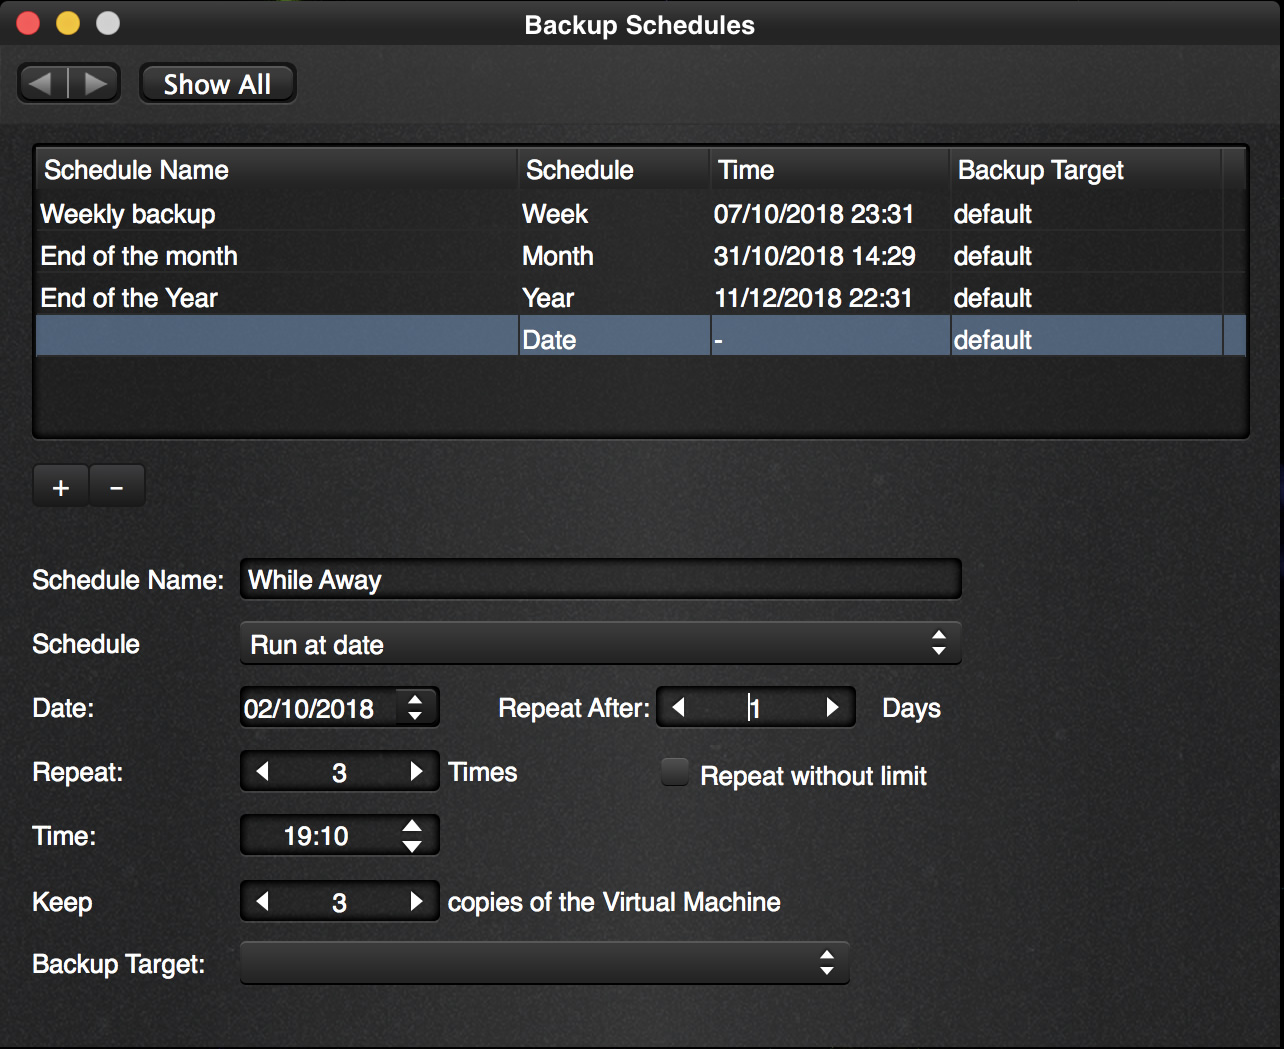 Backup Schedules
Show All
Schedule Name Schedule Time Backup Target
Weekly backup Week 07/10/2018 23:31 default
End of the month Month 31/10/2018 14:29 default
End of the Year Year 11/12/2018 22:31 default
Date - default
+ -
Schedule Name: While Away
Schedule Run at date
Date: 02/10/2018 Repeat After: 1 Days
Repeat: 3 Times Repeat without limit
Time: 19:10
Keep 3 copies of the Virtual Machine
Backup Target: